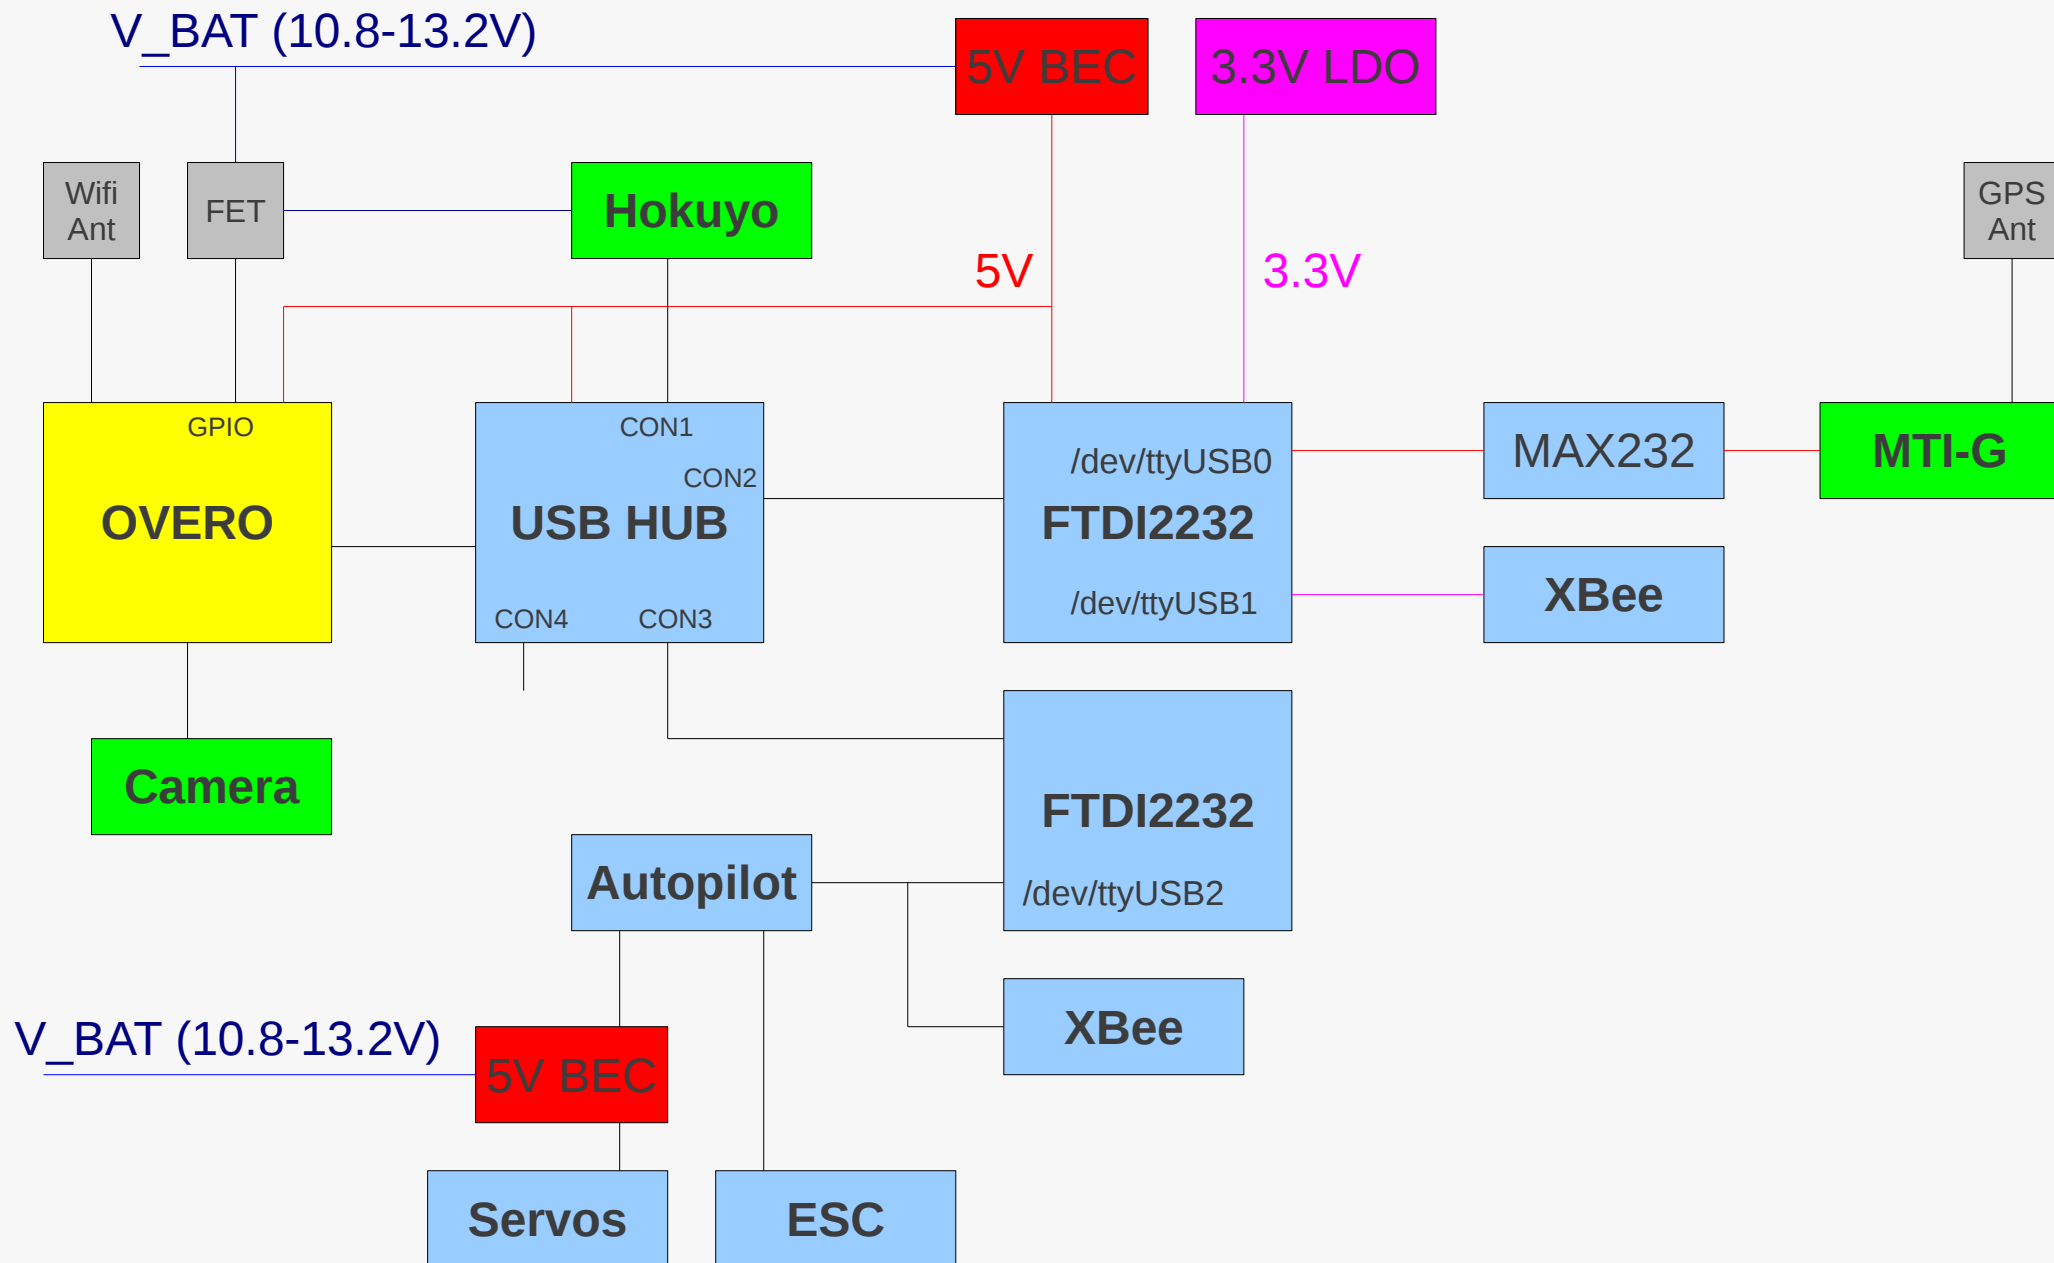 V_BAT (10.8-13.2V)
5V BEC
3.3V LDO
Wifi
Ant
FET
Hokuyo
GPS
Ant
5V
3.3V
GPIO
OVERO
CON1
CON2
USB HUB
CON4
CON3
/dev/ttyUSB0
FTDI2232
/dev/ttyUSB1
MAX232
MTI-G
XBee
Camera
FTDI2232
/dev/ttyUSB2
Autopilot
XBee
V_BAT (10.8-13.2V)
5V BEC
Servos
ESC